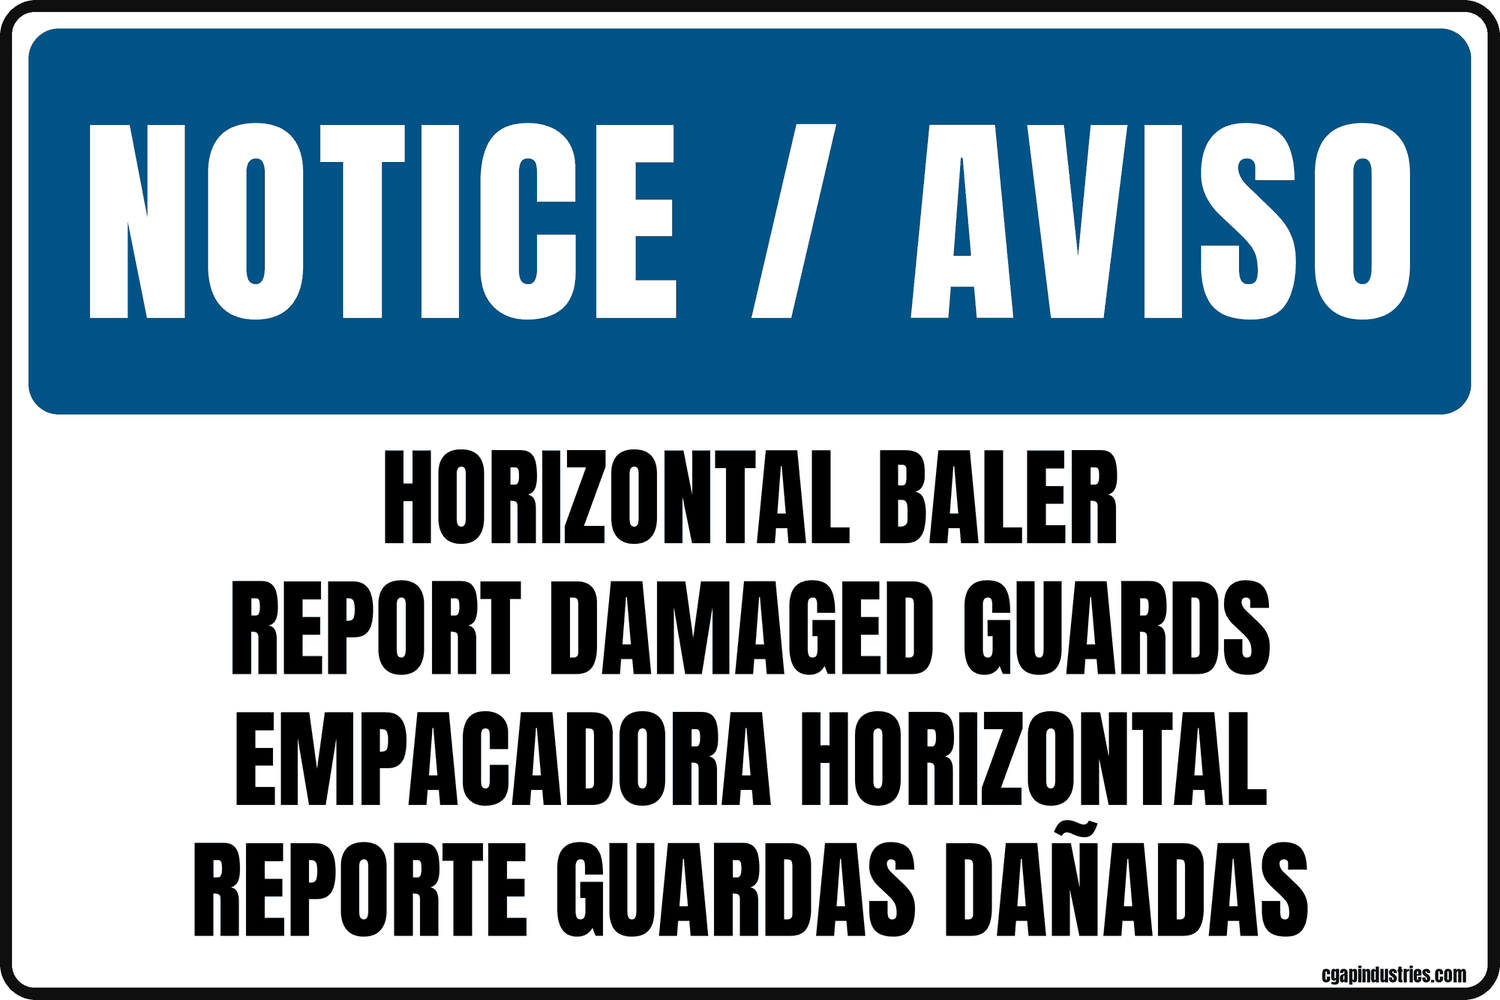 NOTICE / AVISO
HORIZONTAL BALER
REPORT DAMAGED GUARDS
EMPACADORA HORIZONTAL
REPORTE GUARDAS DAÑADAS
cgapindustries.com